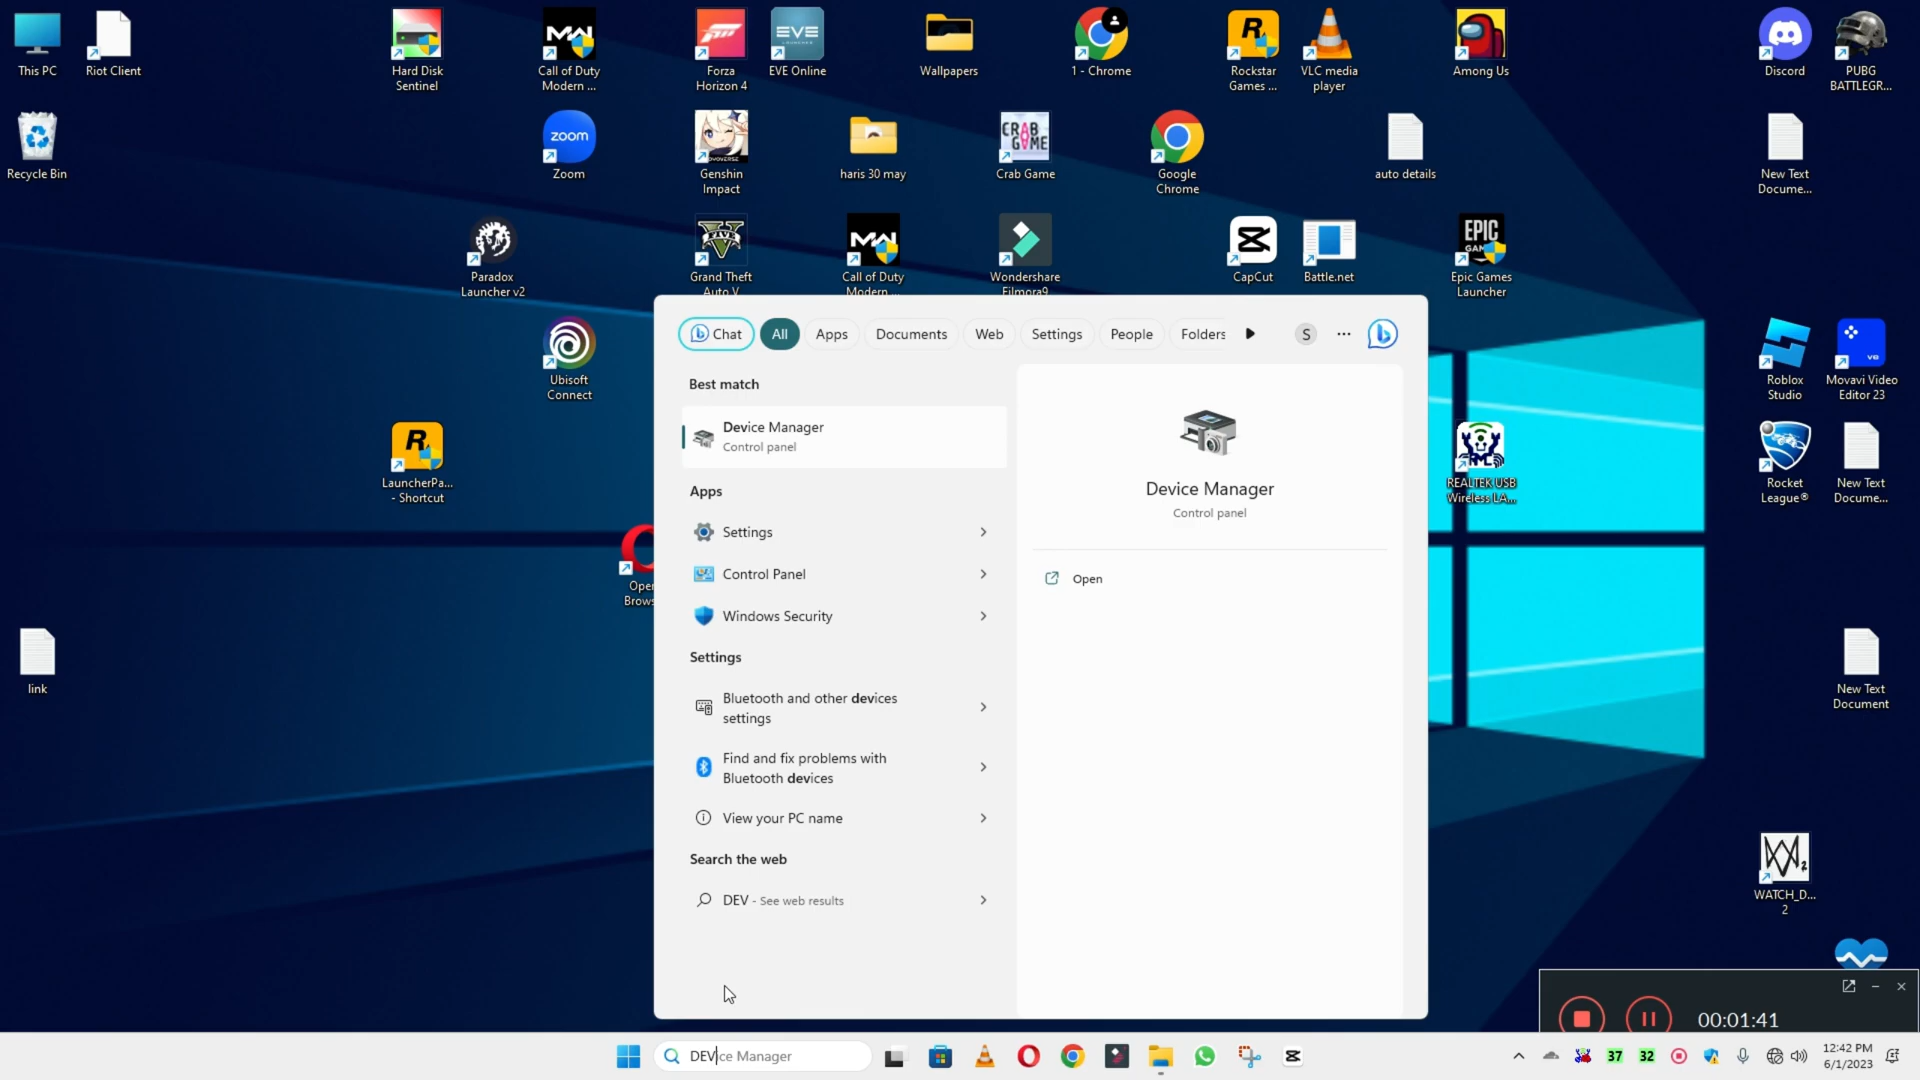 This PC
Riot Client
Hard Disk
Sentinel
Call of Duty
Modern ...
Forza
Horizon 4
EVE
EVE Online
Wallpapers
1 - Chrome
Rockstar
Games ...
VLC media
player
Among Us
Discord
PUBG
BATTLEGR...
Recycle Bin
zoom
Zoom
Genshin
Impact
haris 30 may
CRAB
GAME
Crab Game
Google
Chrome
auto details
New Text
Docume...
Paradox
Launcher v2
Grand Theft
Auto V
Call of Duty
Modern ...
Wondershare
Filmora9
CapCut
Battle.net
EPIC
Epic Games
Launcher
Ubisoft
Connect
Roblox
Studio
Movavi Video
Editor 23
LauncherPa...
- Shortcut
REALTEK USB
Wireless LA...
Rocket
League®
New Text
Docume...
Oper
Brows
link
New Text
Document
WATCH_D...
2
Chat
All
Apps
Documents
Web
Settings
People
Folders
S
Best match
Device Manager
Control panel
Apps
Settings
Control Panel
Windows Security
Settings
Bluetooth and other devices
settings
Find and fix problems with
Bluetooth devices
View your PC name
Search the web
DEV - See web results
Device Manager
Control panel
Open
00:01:41
DEVice Manager
37
32
12:42 PM
6/1/2023